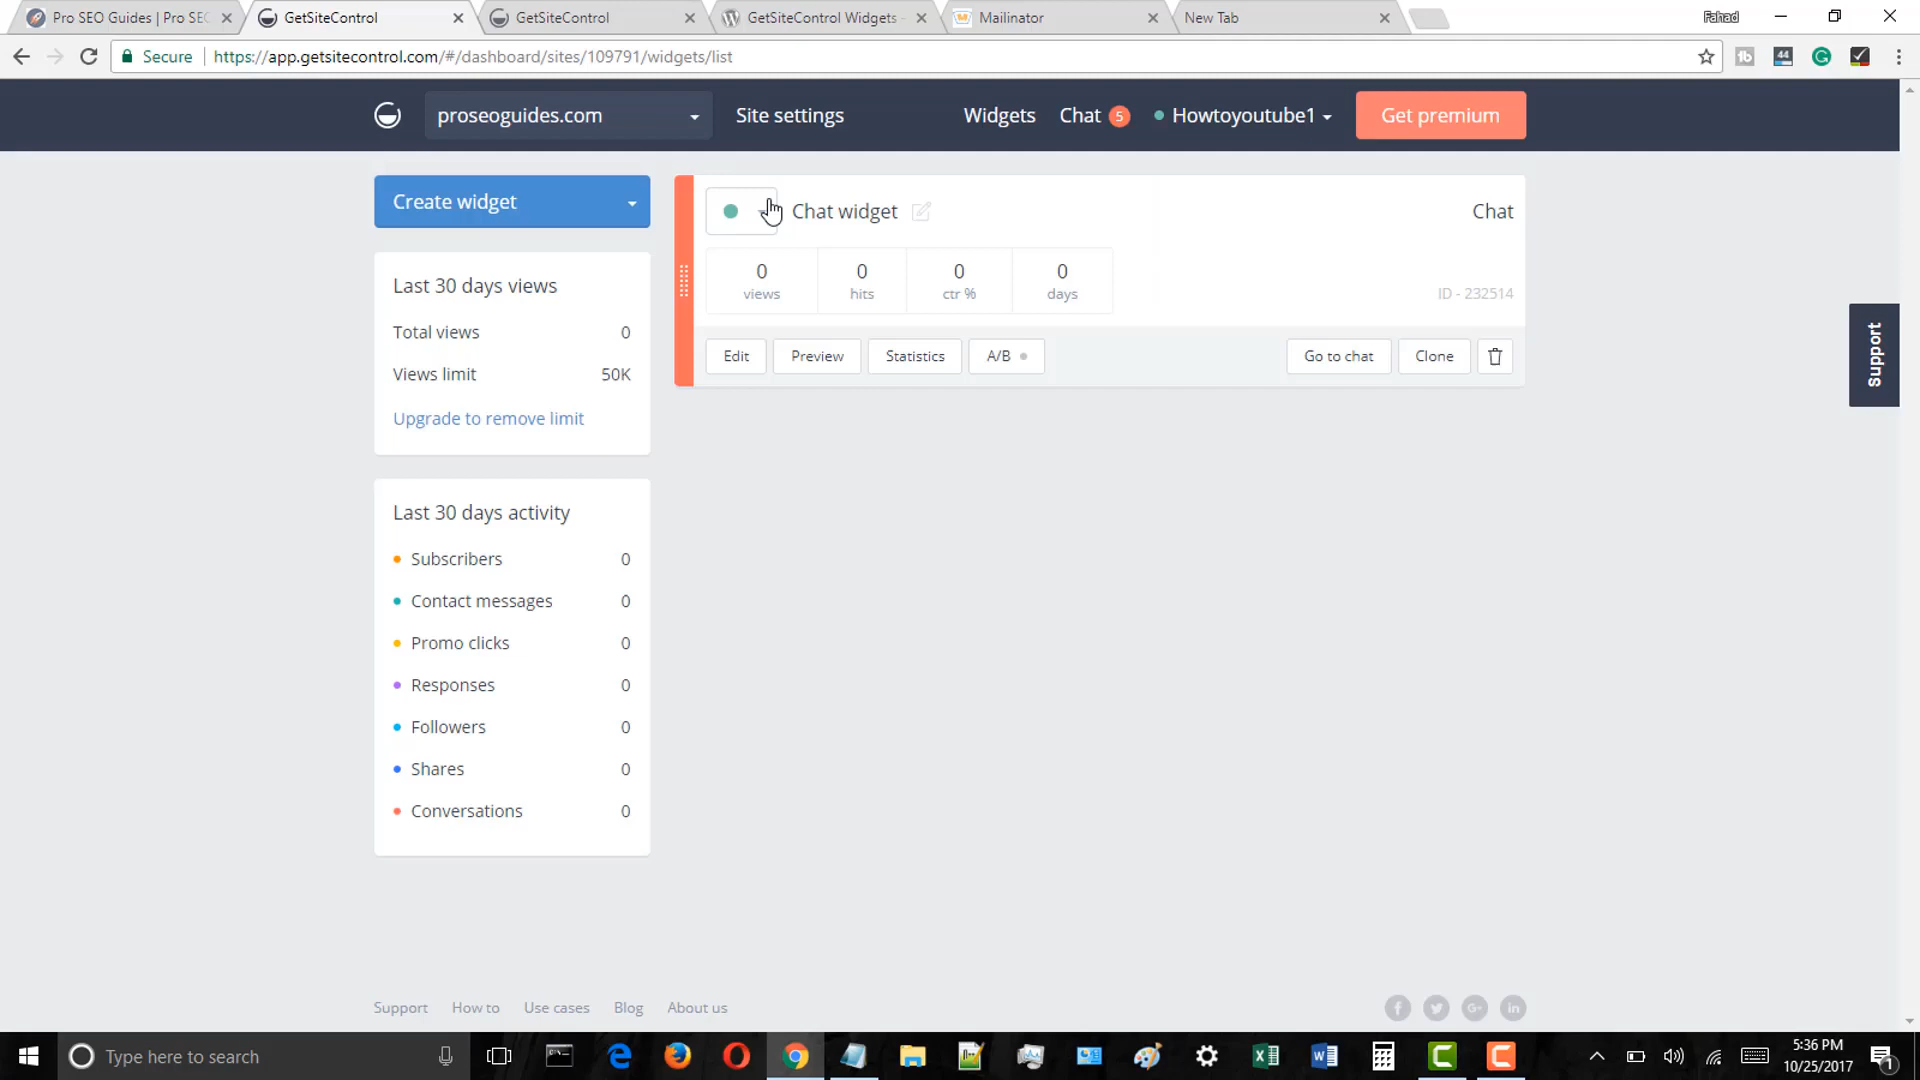 Pro SEO Guides | Pro SEC
GetSiteControl
GetSiteControl
GetSiteControl Widgets
Mailinator
New Tab
Fahad
Secure
https://app.getsitecontrol.com/#/dashboard/sites/109791/widgets/list
44
proseoguides.com
Site settings
Widgets
Chat 5
Howtoyoutube1
Get premium
Create widget
Chat widget
Chat
0 views
0 hits
0 ctr %
0 days
ID - 232514
Edit
Preview
Statistics
A/B
Go to chat
Clone
Last 30 days views
Total views 0
Views limit 50K
Upgrade to remove limit
Last 30 days activity
Subscribers 0
Contact messages 0
Promo clicks 0
Responses 0
Followers 0
Shares 0
Conversations 0
Support
Support
How to
Use cases
Blog
About us
Type here to search
5:36 PM
10/25/2017
1